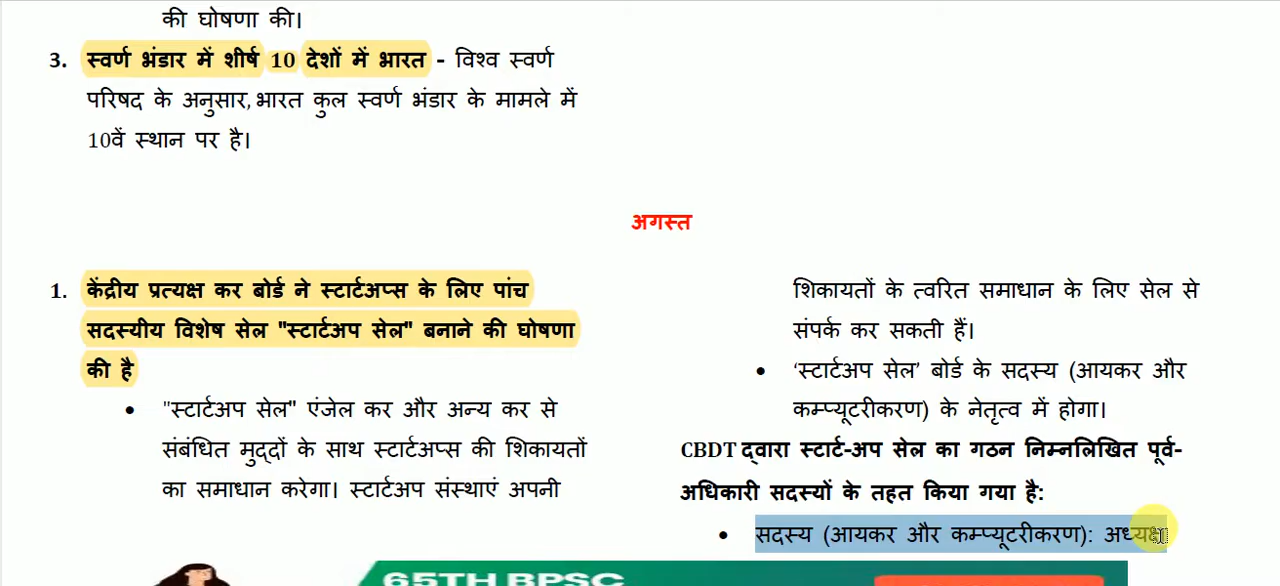 की घोषणा की।
3. स्वर्ण भंडार में शीर्ष 10 देशों में भारत - विश्व स्वर्ण
परिषद के अनुसार, भारत कुल स्वर्ण भंडार के मामले में
10वें स्थान पर है।
अगस्त
1. केंद्रीय प्रत्यक्ष कर बोर्ड ने स्टार्टअप्स के लिए पांच
सदस्यीय विशेष सेल "स्टार्टअप सेल" बनाने की घोषणा
की है
• "स्टार्टअप सेल" एंजेल कर और अन्य कर से
संबंधित मुद्दों के साथ स्टार्टअप्स की शिकायतों
का समाधान करेगा। स्टार्टअप संस्थाएं अपनी
शिकायतों के त्वरित समाधान के लिए सेल से
संपर्क कर सकती हैं।
• ‘स्टार्टअप सेल’ बोर्ड के सदस्य (आयकर और
कम्प्यूटरीकरण) के नेतृत्व में होगा।
CBDT द्वारा स्टार्ट-अप सेल का गठन निम्नलिखित पूर्व-
अधिकारी सदस्यों के तहत किया गया है:
• सदस्य (आयकर और कम्प्यूटरीकरण): अध्यक्ष
65TH BPSC